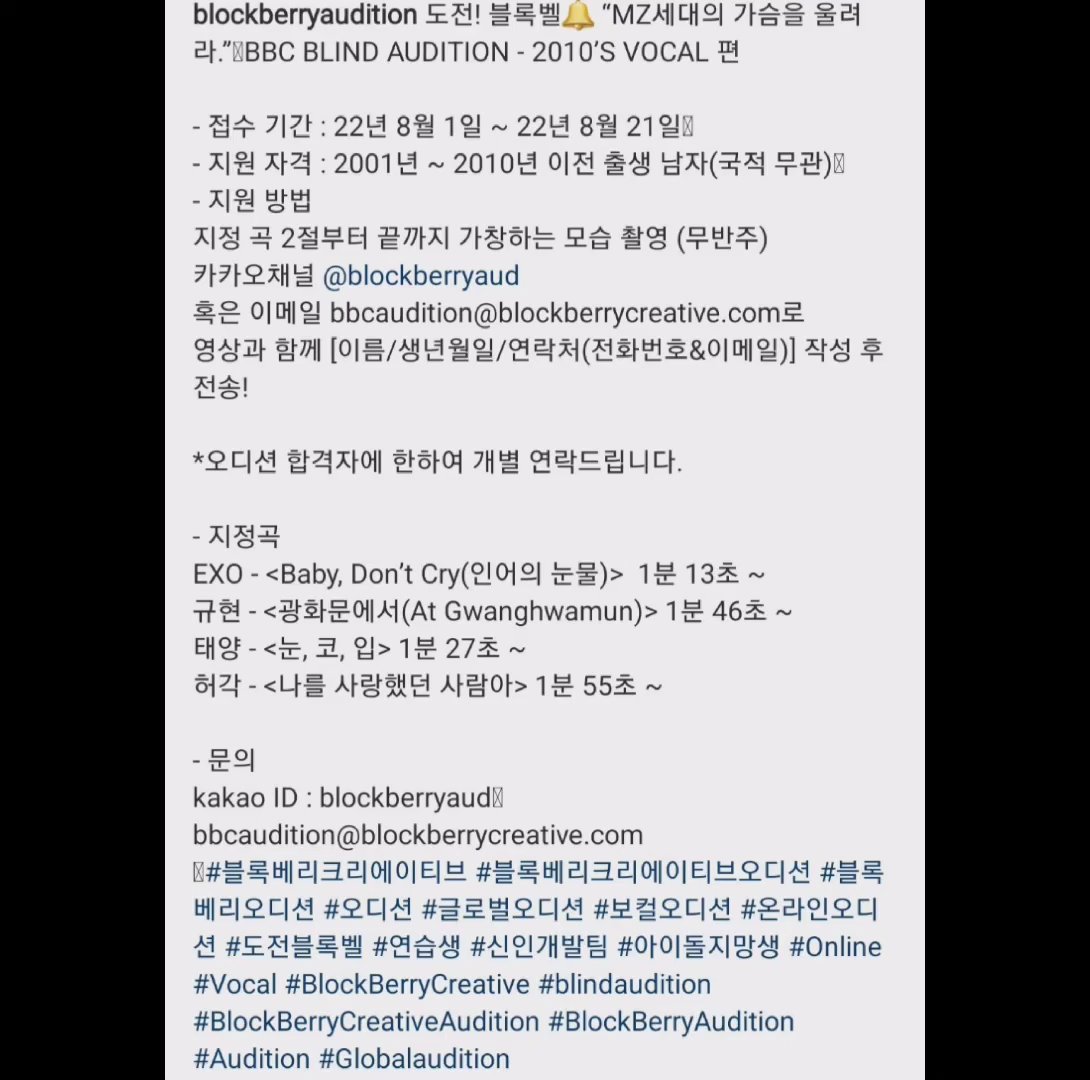 blockberryaudition 도전! 블록벨🔔 “MZ세대의 가슴을 울려
라.”BBC BLIND AUDITION - 2010’S VOCAL 편
- 접수 기간 : 22년 8월 1일 ~ 22년 8월 21일
- 지원 자격 : 2001년 ~ 2010년 이전 출생 남자(국적 무관)
- 지원 방법
지정 곡 2절부터 끝까지 가창하는 모습 촬영 (무반주)
카카오채널 @blockberryaud
혹은 이메일 bbcaudition@blockberrycreative.com로
영상과 함께 [이름/생년월일/연락처(전화번호&이메일)] 작성 후
전송!
*오디션 합격자에 한하여 개별 연락드립니다.
- 지정곡
EXO - <Baby, Don’t Cry(인어의 눈물)>  1분 13초 ~
규현 - <광화문에서(At Gwanghwamun)> 1분 46초 ~
태양 - <눈, 코, 입> 1분 27초 ~
허각 - <나를 사랑했던 사람아> 1분 55초 ~
- 문의
kakao ID : blockberryaud
bbcaudition@blockberrycreative.com
#블록베리크리에이티브 #블록베리크리에이티브오디션 #블록
베리오디션 #오디션 #글로벌오디션 #보컬오디션 #온라인오디
션 #도전블록벨 #연습생 #신인개발팀 #아이돌지망생 #Online
#Vocal #BlockBerryCreative #blindaudition
#BlockBerryCreativeAudition #BlockBerryAudition
#Audition #Globalaudition